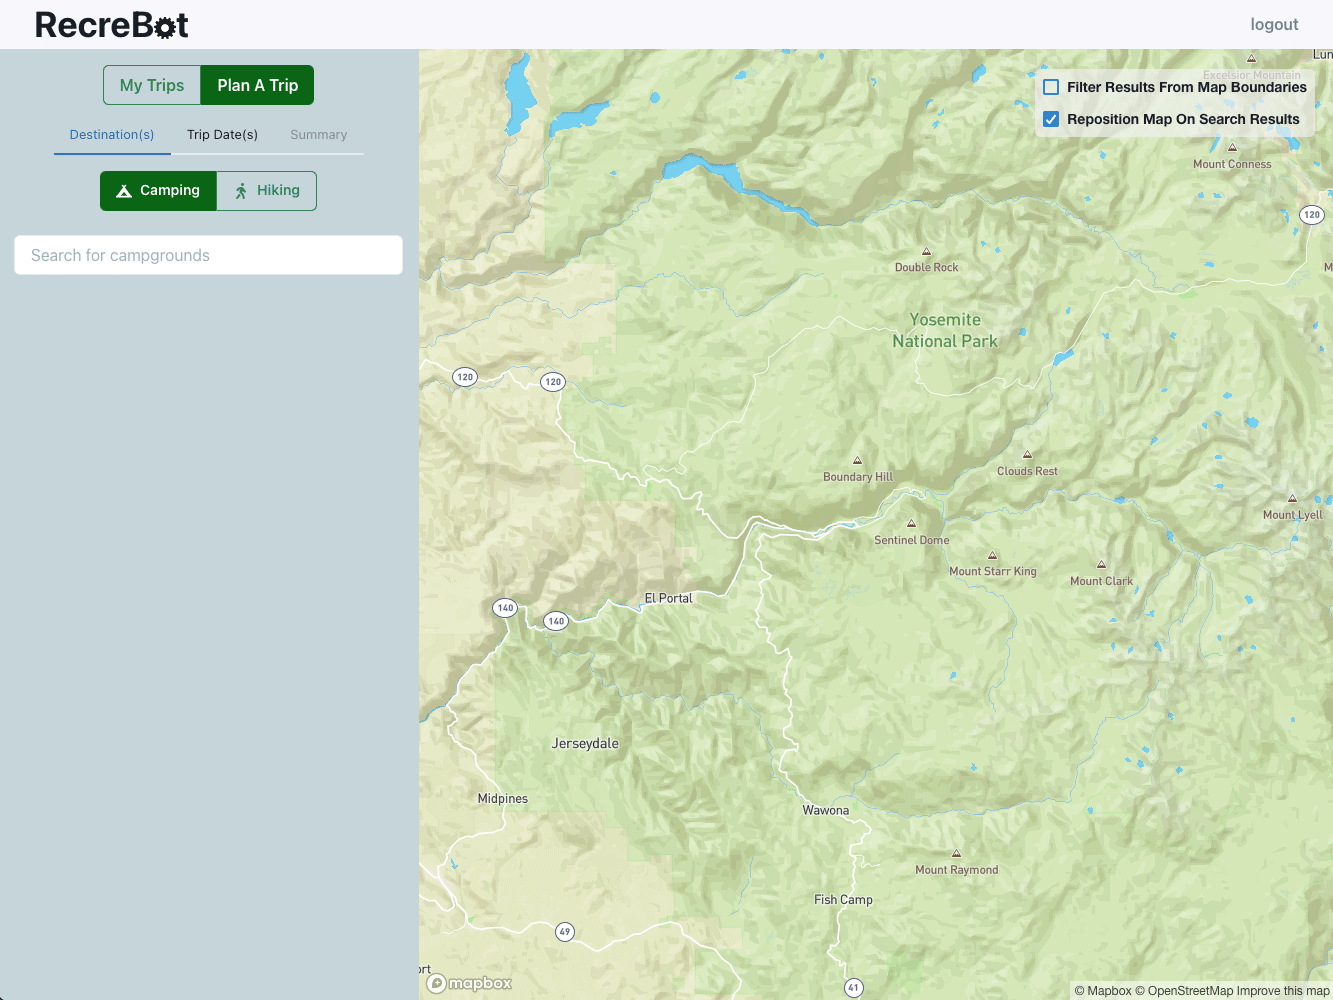 RecreBot
logout
My Trips
Plan A Trip
Destination(s)
Trip Date(s)
Summary
Camping
Hiking
Search for campgrounds
Excelsior Mountain
Filter Results From Map Boundaries
Reposition Map On Search Results
Mount Conness
120
Double Rock
Yosemite
National Park
120
120
Boundary Hill
Clouds Rest
Mount Lyell
Sentinel Dome
Mount Starr King
Mount Clark
El Portal
140
140
Jerseydale
Midpines
Wawona
Mount Raymond
Fish Camp
49
41
mapbox
© Mapbox © OpenStreetMap Improve this map